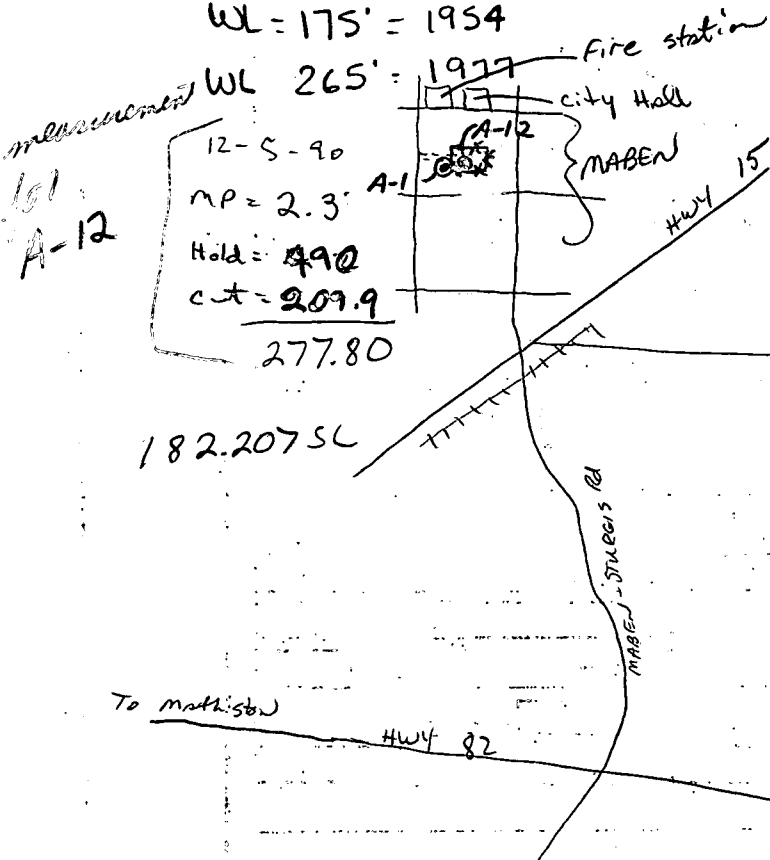 WL = 175' = 1954
WL 265' = 1977
Fire station
City Hall
measurement
for
A-12
12-5-90
MP = 2.3'
Hold = 490
cut = 209.9
277.80
A-12
A-1
MABEN
HWY 15
182.207 SL
MABEN - STURGIS Rd
To Mathiston
HWY 82